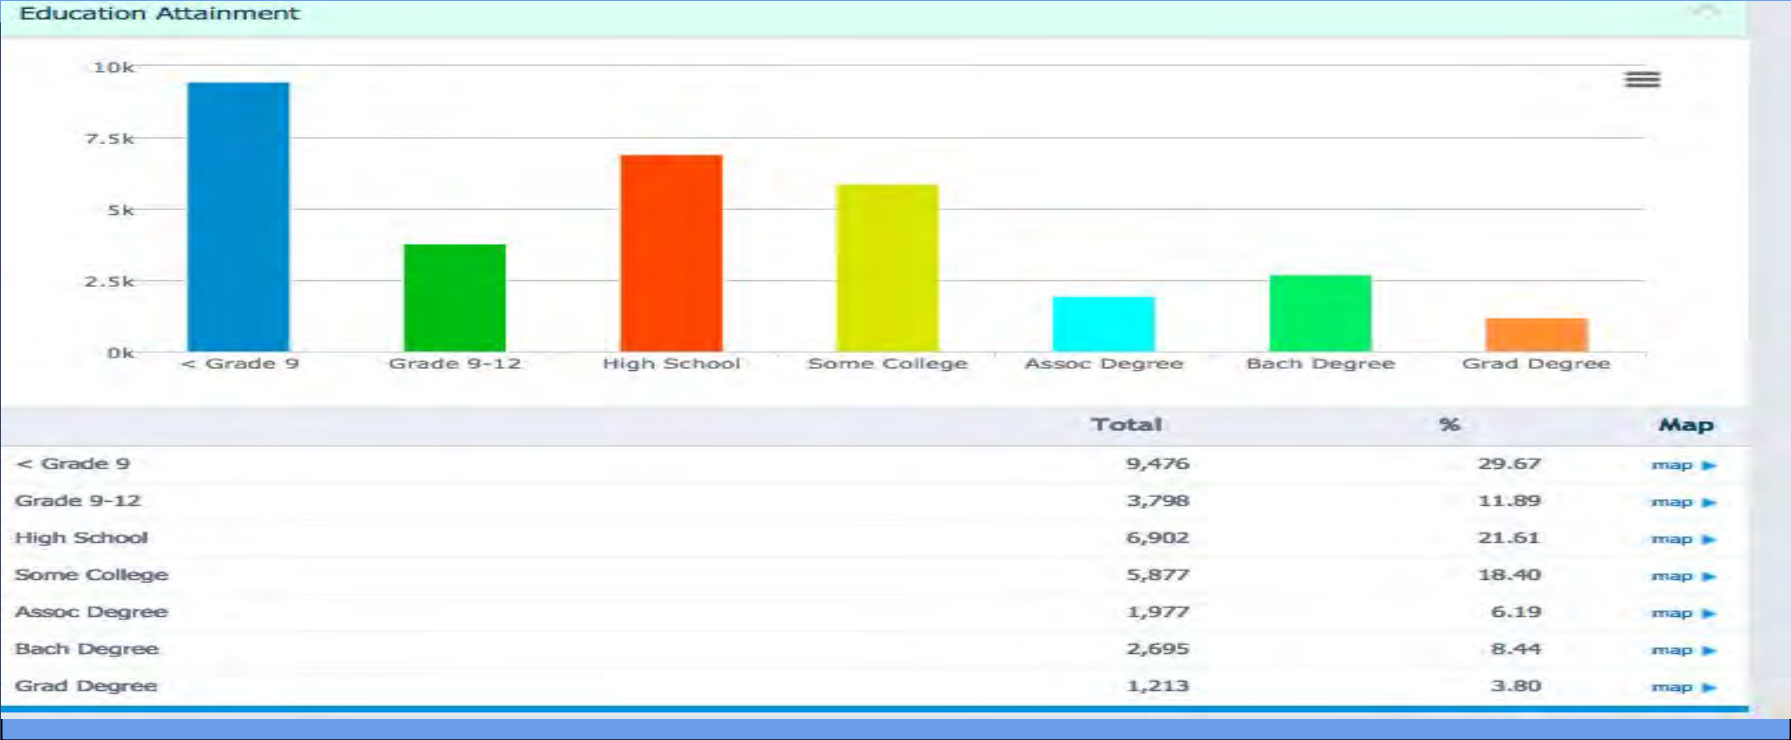 Education Attainment
10k
7.5k
5k
2.5k
0k
< Grade 9 Grade 9-12 High School Some College Assoc Degree Bach Degree Grad Degree
Total % Map
< Grade 9 9,476 29.67 map ▶
Grade 9-12 3,798 11.89 map ▶
High School 6,902 21.61 map ▶
Some College 5,877 18.40 map ▶
Assoc Degree 1,977 6.19 map ▶
Bach Degree 2,695 8.44 map ▶
Grad Degree 1,213 3.80 map ▶